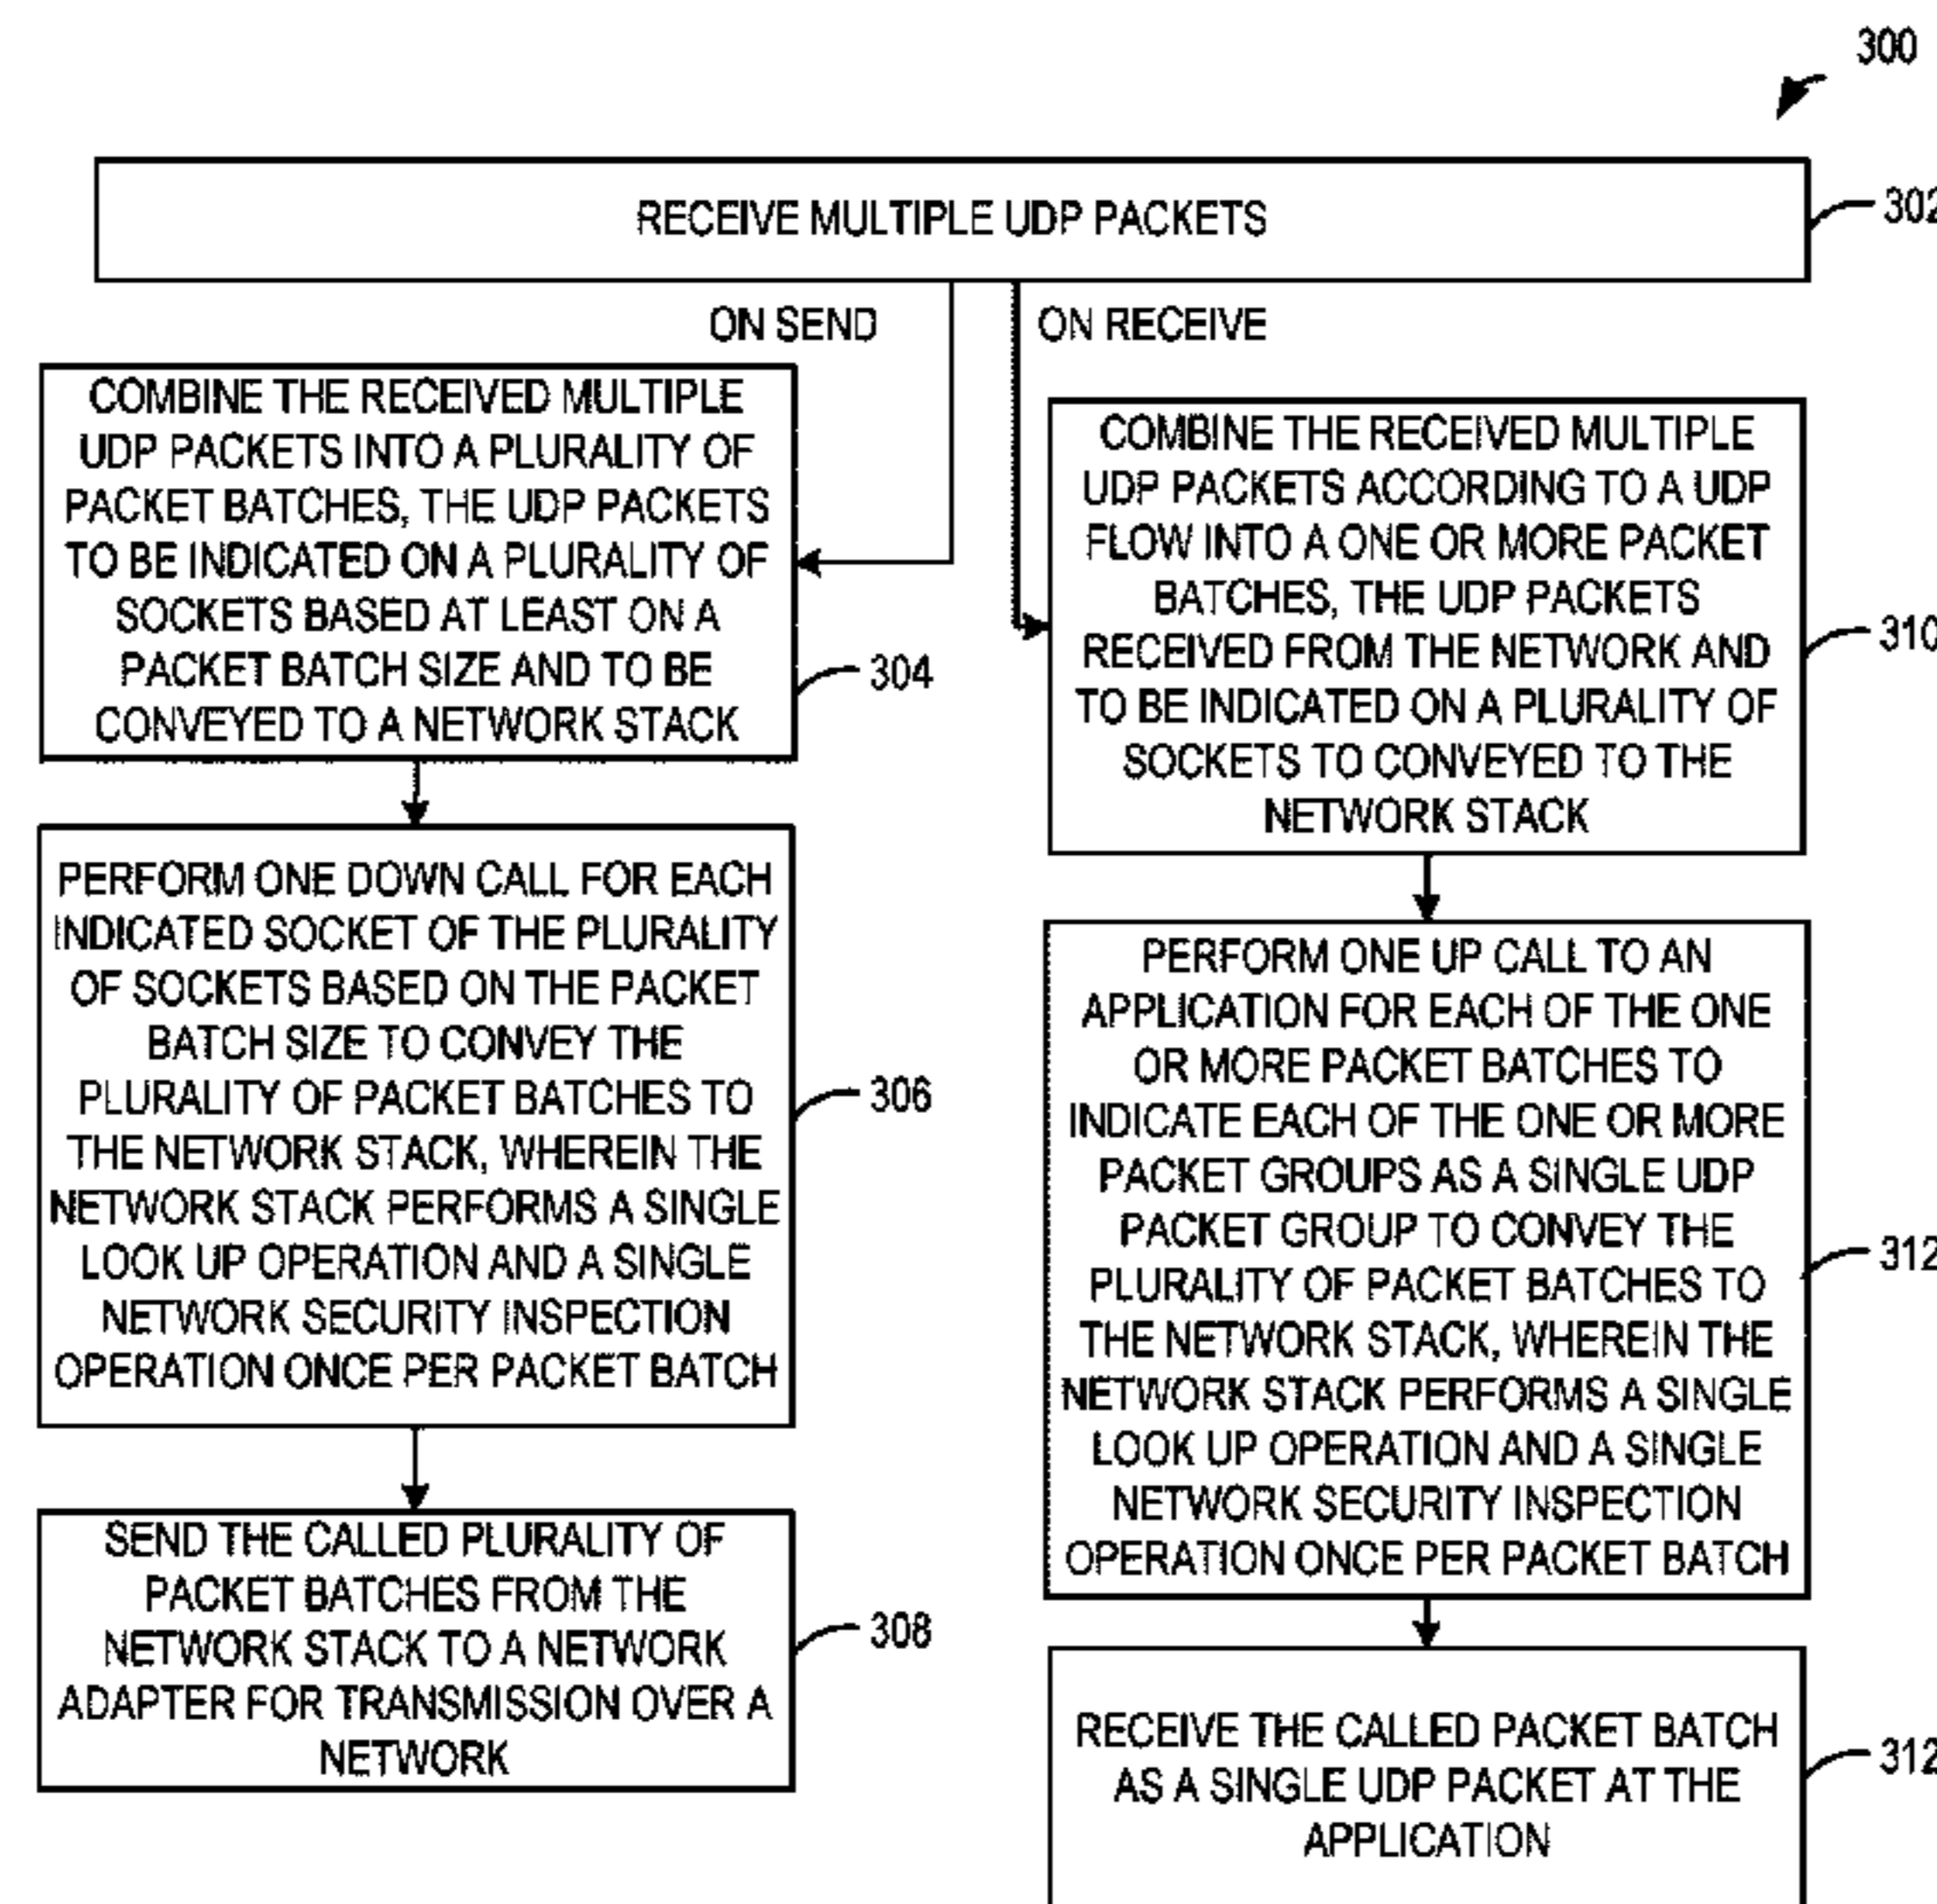 300
RECEIVE MULTIPLE UDP PACKETS
302
ON SEND
ON RECEIVE
COMBINE THE RECEIVED MULTIPLE
UDP PACKETS INTO A PLURALITY OF
PACKET BATCHES, THE UDP PACKETS
TO BE INDICATED ON A PLURALITY OF
SOCKETS BASED AT LEAST ON A
PACKET BATCH SIZE AND TO BE
CONVEYED TO A NETWORK STACK
304
PERFORM ONE DOWN CALL FOR EACH
INDICATED SOCKET OF THE PLURALITY
OF SOCKETS BASED ON THE PACKET
BATCH SIZE TO CONVEY THE
PLURALITY OF PACKET BATCHES TO
THE NETWORK STACK, WHEREIN THE
NETWORK STACK PERFORMS A SINGLE
LOOK UP OPERATION AND A SINGLE
NETWORK SECURITY INSPECTION
OPERATION ONCE PER PACKET BATCH
306
SEND THE CALLED PLURALITY OF
PACKET BATCHES FROM THE
NETWORK STACK TO A NETWORK
ADAPTER FOR TRANSMISSION OVER A
NETWORK
308
COMBINE THE RECEIVED MULTIPLE
UDP PACKETS ACCORDING TO A UDP
FLOW INTO A ONE OR MORE PACKET
BATCHES, THE UDP PACKETS
RECEIVED FROM THE NETWORK AND
TO BE INDICATED ON A PLURALITY OF
SOCKETS TO CONVEYED TO THE
NETWORK STACK
310
PERFORM ONE UP CALL TO AN
APPLICATION FOR EACH OF THE ONE
OR MORE PACKET BATCHES TO
INDICATE EACH OF THE ONE OR MORE
PACKET GROUPS AS A SINGLE UDP
PACKET GROUP TO CONVEY THE
PLURALITY OF PACKET BATCHES TO
THE NETWORK STACK, WHEREIN THE
NETWORK STACK PERFORMS A SINGLE
LOOK UP OPERATION AND A SINGLE
NETWORK SECURITY INSPECTION
OPERATION ONCE PER PACKET BATCH
312
RECEIVE THE CALLED PACKET BATCH
AS A SINGLE UDP PACKET AT THE
APPLICATION
312